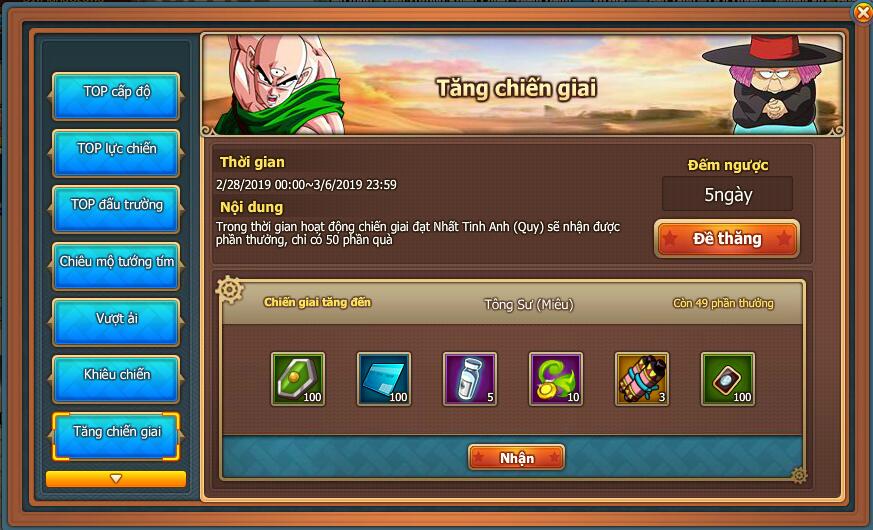 Tăng chiến giai
TOP cấp độ
TOP lực chiến
TOP đấu trường
Chiêu mộ tướng tím
Vượt ải
Khiêu chiến
Tăng chiến giai
Thời gian
2/28/2019 00:00~3/6/2019 23:59
Nội dung
Trong thời gian hoạt động chiến giai đạt Nhất Tinh Anh (Quy) sẽ nhận được
phần thưởng, chỉ có 50 phần quà
Đếm ngược
5ngày
Đề thăng
Chiến giai tăng đến
Tông Sư (Miêu)
Còn 49 phần thưởng
100
100
5
10
3
100
Nhận